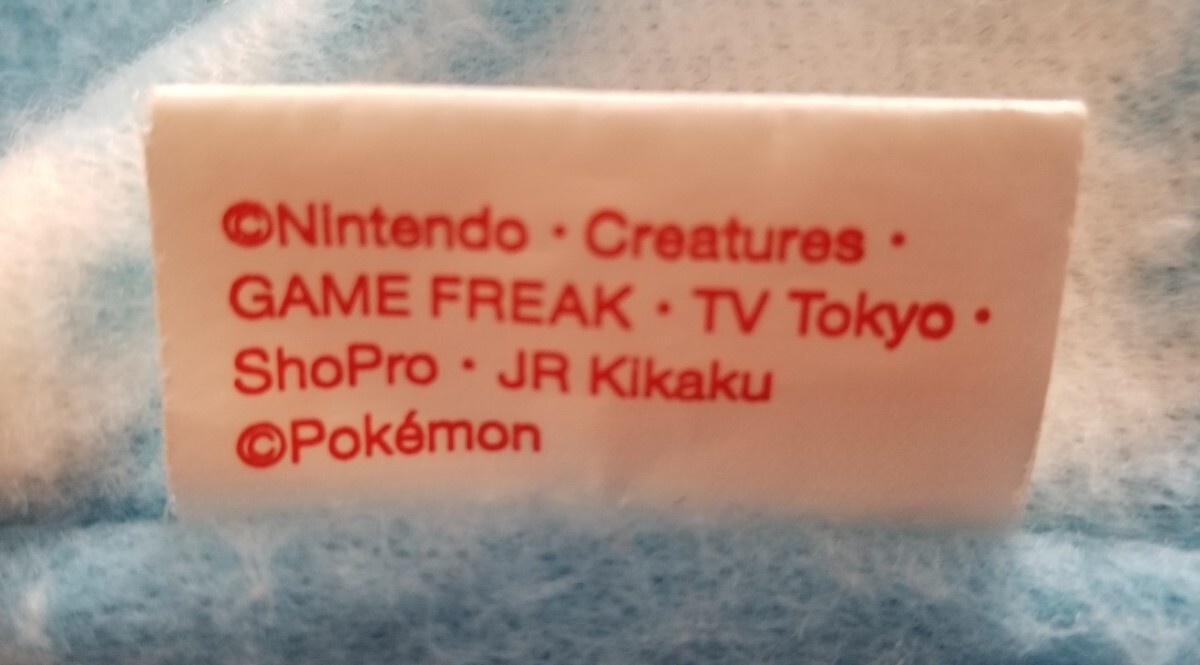 ©Nintendo・Creatures・
GAME FREAK・TV Tokyo・
ShoPro・JR Kikaku
©Pokémon